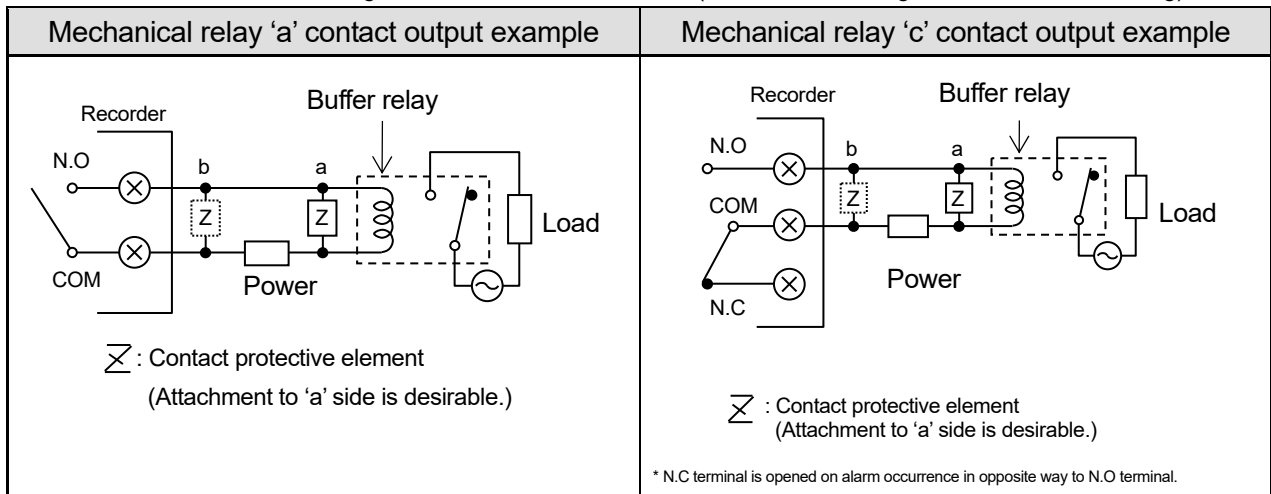 Mechanical relay ‘a’ contact output example
Recorder
Buffer relay
N.O
b
a
Z
Z
Load
COM
Power
Z : Contact protective element
(Attachment to ‘a’ side is desirable.)
Mechanical relay ‘c’ contact output example
Recorder
Buffer relay
N.O
b
a
Z
Z
COM
Load
Power
N.C
Z : Contact protective element
(Attachment to ‘a’ side is desirable.)
* N.C terminal is opened on alarm occurrence in opposite way to N.O terminal.